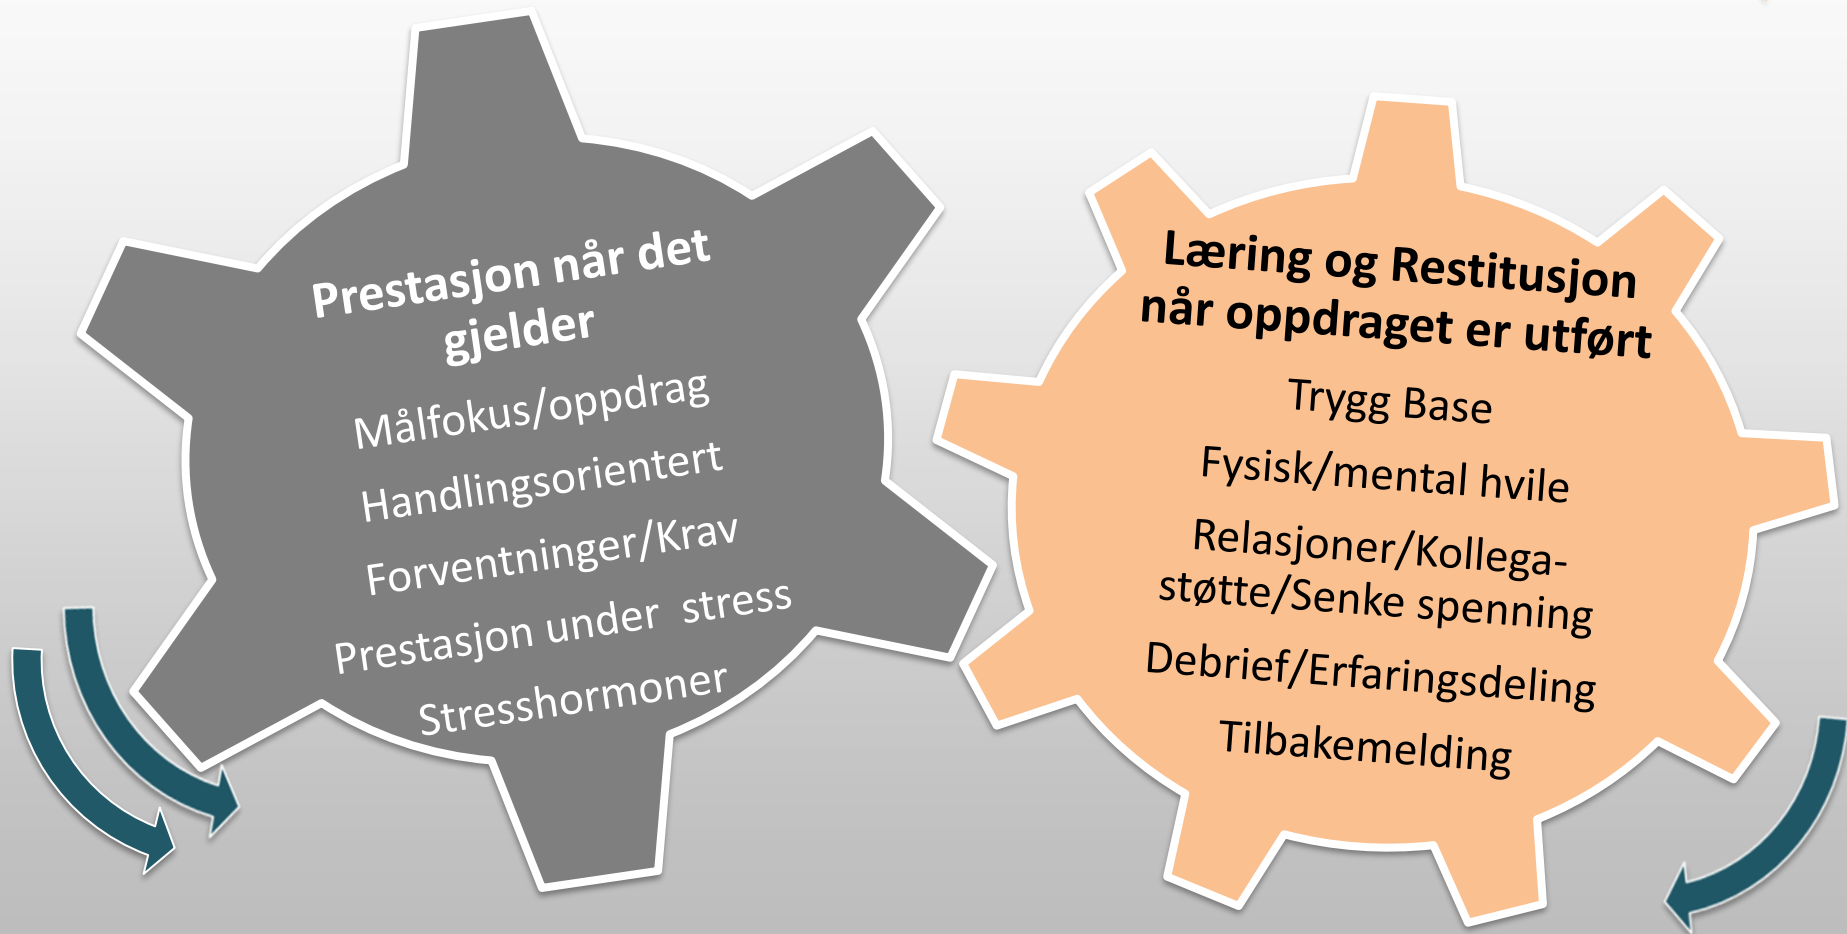 Prestasjon når det
gjelder
Målfokus/oppdrag
Handlingsorientert
Forventninger/Krav
Prestasjon under  stress
Stresshormoner
Læring og Restitusjon
når oppdraget er utført
Trygg Base
Fysisk/mental hvile
Relasjoner/Kollega-
støtte/Senke spenning
Debrief/Erfaringsdeling
Tilbakemelding